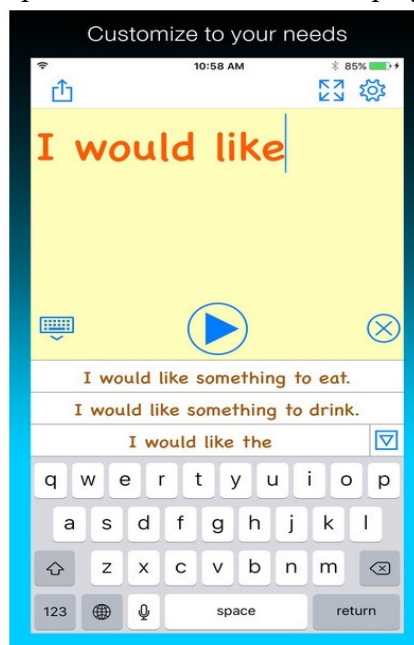 Customize to your needs
10:58 AM
85%
I would like
I would like something to eat.
I would like something to drink.
I would like the
q w e r t y u i o p
a s d f g h j k l
z x c v b n m
123 space return